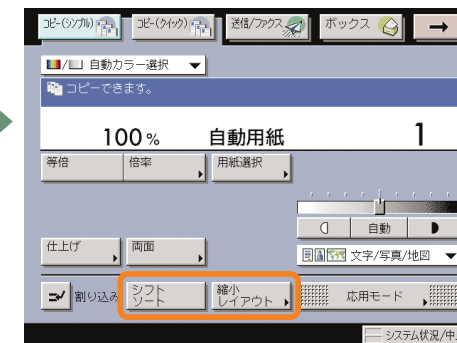 コピー(シンプル) コピー(クイック) 送信/ファクス ボックス →
自動カラー選択
コピーできます。
100% 自動用紙 1
等倍 倍率 用紙選択
自動
仕上げ 両面 文字/写真/地図
割り込み シフト
ソート 縮小
レイアウト 応用モード
システム状況/中